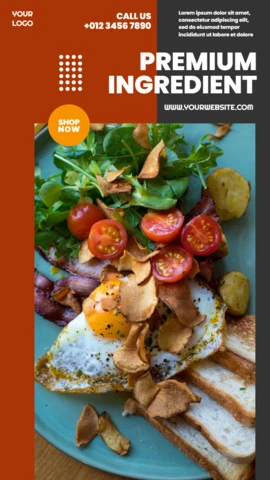 YOUR
LOGO
CALL US
+012 3456 7890
Lorem ipsum dolor sit amet,
consectetur adipiscing elit,
sed do eiusmod tempor
incididunt ut labore et dolore
PREMIUM
INGREDIENT
WWW.YOURWEBSITE.COM
SHOP
NOW